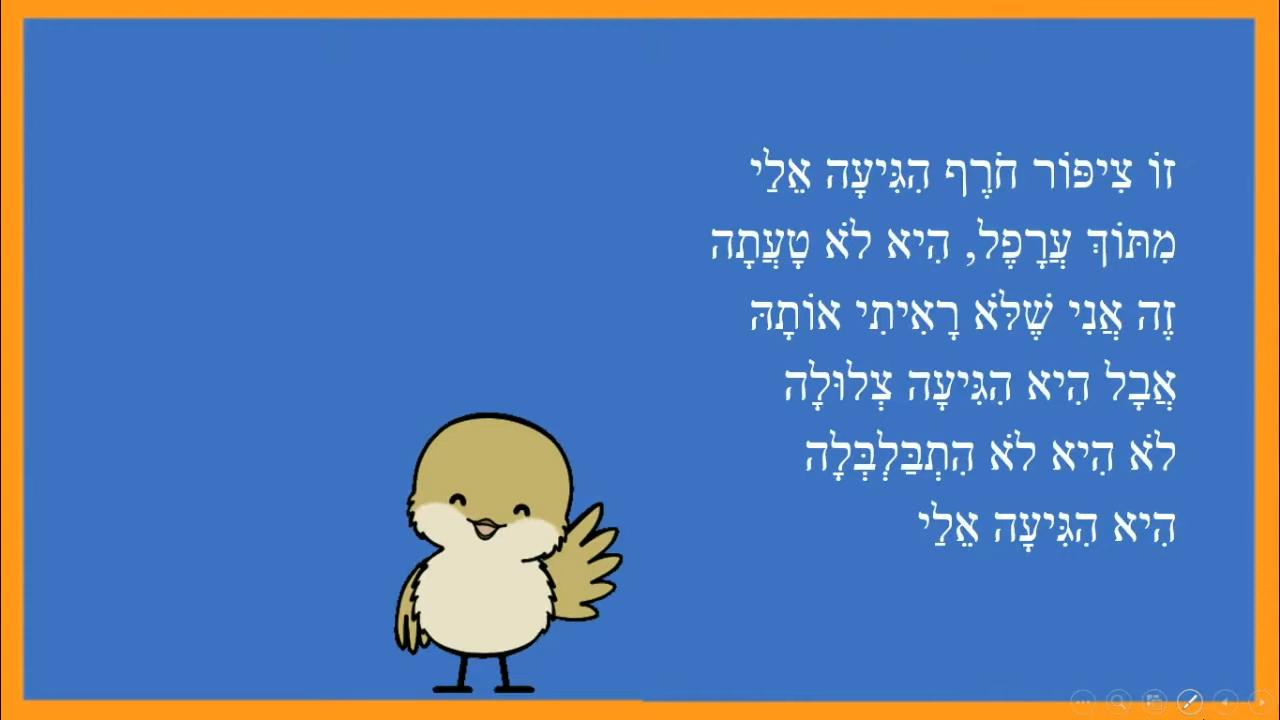 זוֹ צִיפּוֹר חֹרֶף הִגִּיעָה אֵלַי
מִתּוֹךְ עֲרָפֶל, הִיא לֹא טָעֲתָה
זֶה אֲנִי שֶׁלֹּא רָאִיתִי אוֹתָהּ
אֲבָל הִיא הִגִּיעָה צְלוּלָה
לֹא הִיא לֹא הִתְבַּלְבְּלָה
הִיא הִגִּיעָה אֵלַי